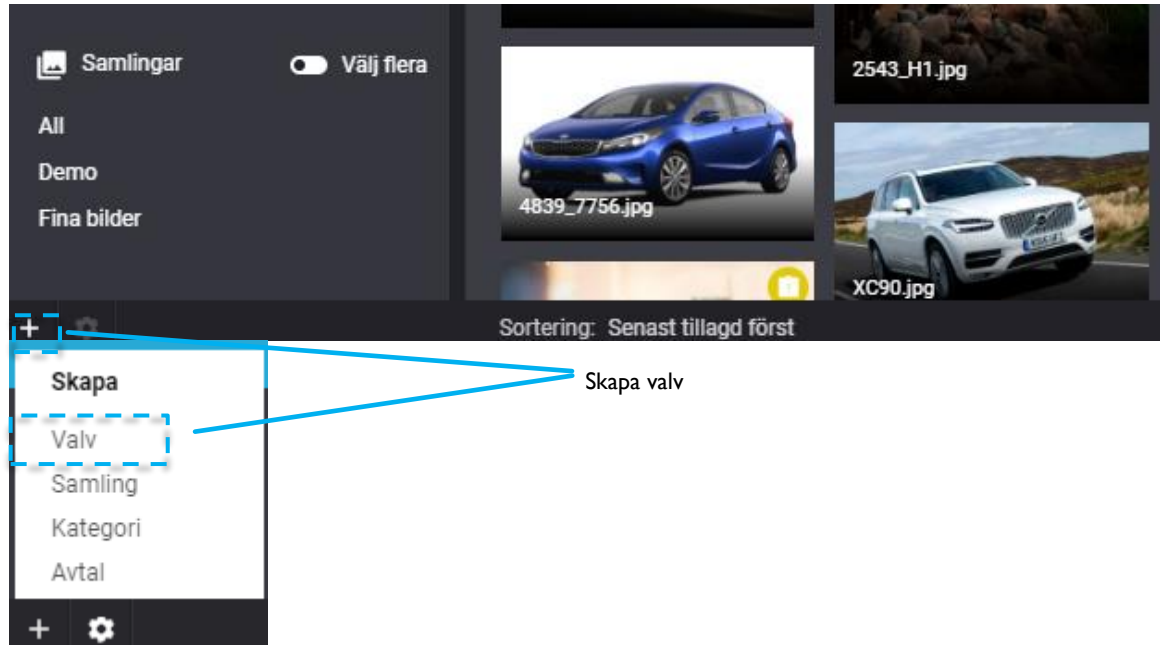 Samlingar
Välj flera
All
Demo
Fina bilder
4839_7756.jpg
2543_H1.jpg
XC90.jpg
Sortering: Senast tillagd först
Skapa
Valv
Samling
Kategori
Avtal
Skapa valv